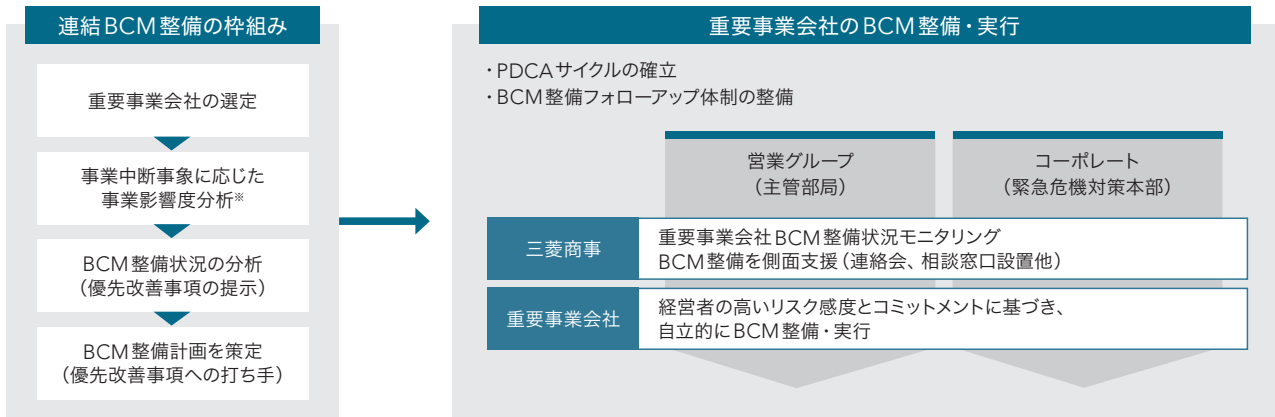 連結BCM整備の枠組み
重要事業会社の選定
事業中断事象に応じた
事業影響度分析※
BCM整備状況の分析
（優先改善事項の提示）
BCM整備計画を策定
（優先改善事項への打ち手）
重要事業会社のBCM整備・実行
・PDCAサイクルの確立
・BCM整備フォローアップ体制の整備
営業グループ
（主管部局）
コーポレート
（緊急危機対策本部）
三菱商事
重要事業会社BCM整備状況モニタリング
BCM整備を側面支援（連絡会、相談窓口設置他）
重要事業会社
経営者の高いリスク感度とコミットメントに基づき、
自立的にBCM整備・実行